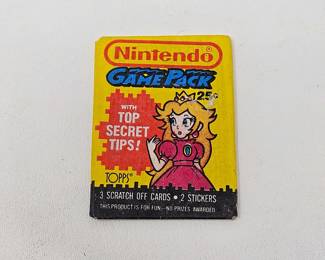 Nintendo
GAME PACK
25¢
WITH
TOP
SECRET
TIPS!
TOPPS®
3 SCRATCH OFF CARDS • 2 STICKERS
THIS PRODUCT IS FOR FUN—NO PRIZES AWARDED